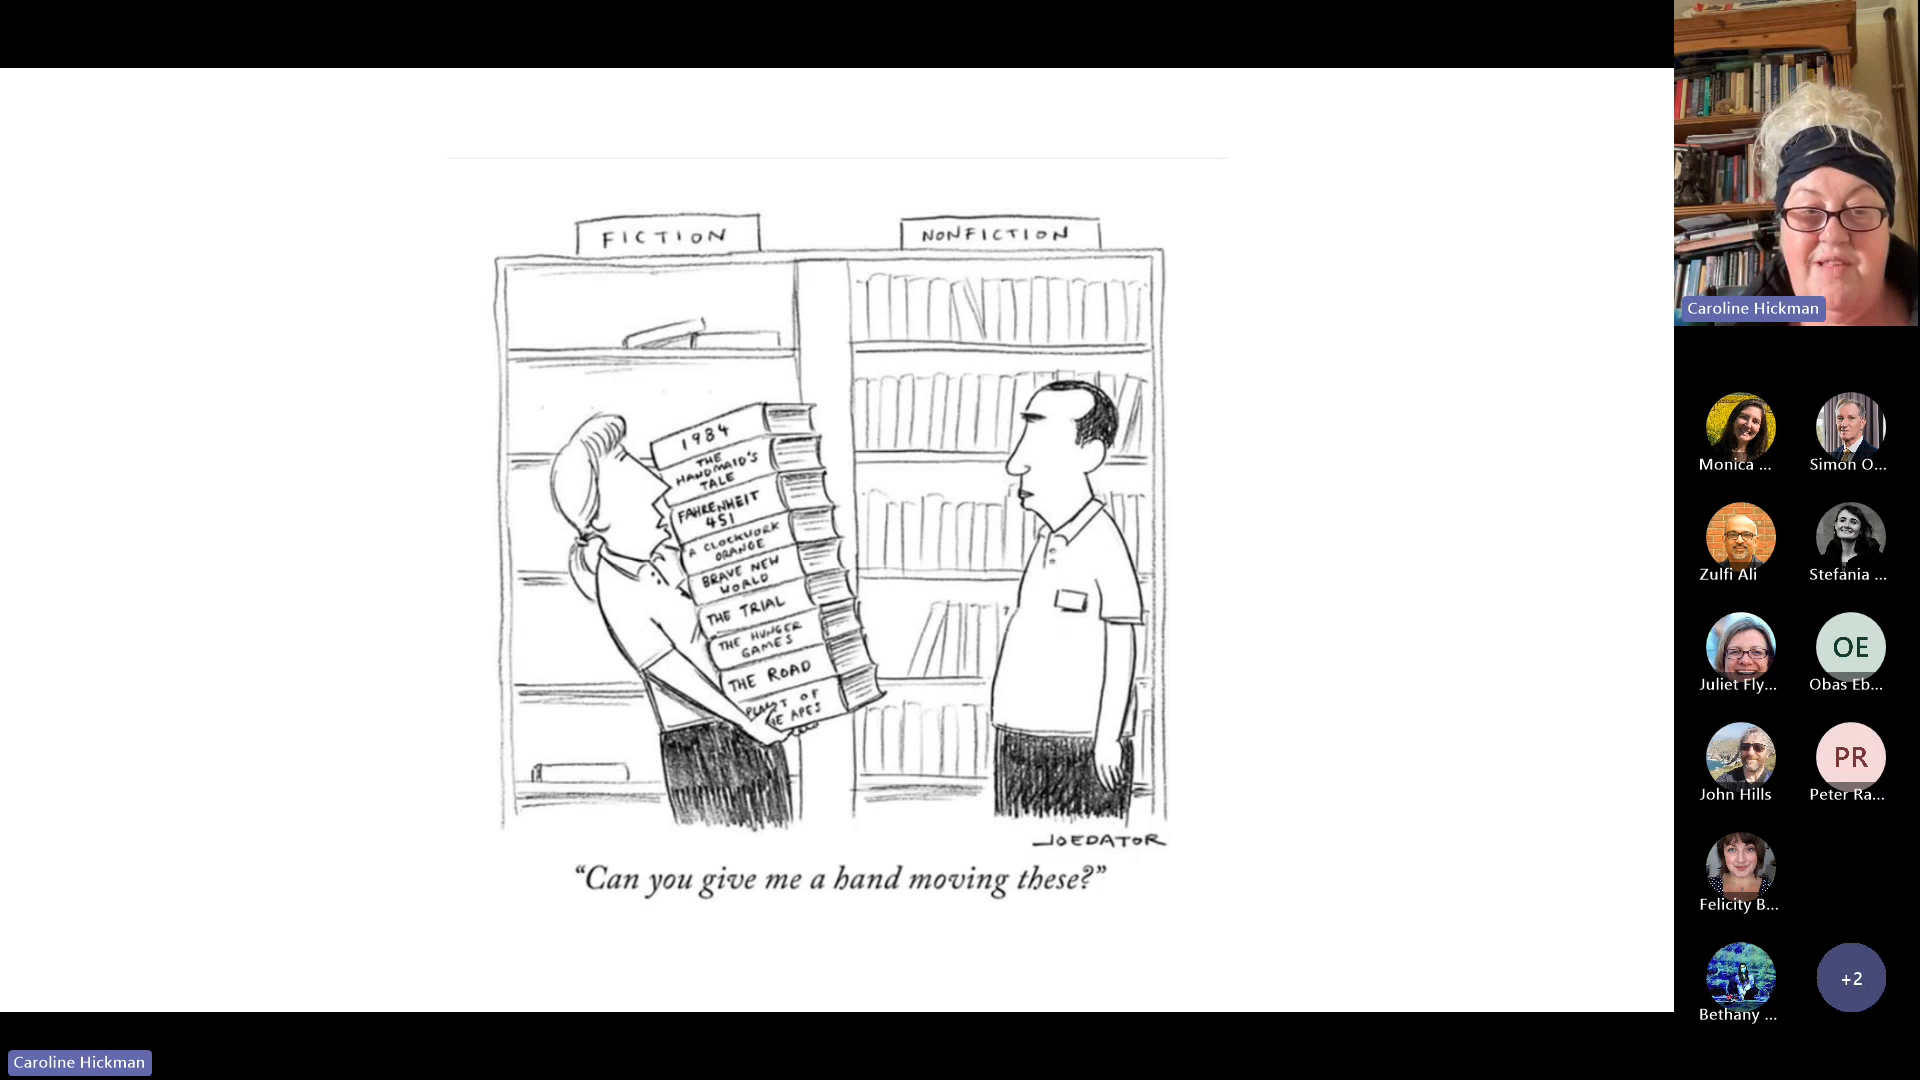 FICTION
NONFICTION
1984
THE
HANDMAID'S
TALE
FAHRENHEIT
451
A CLOCKWORK
ORANGE
BRAVE NEW
WORLD
THE TRIAL
THE HUNGER
GAMES
THE ROAD
OF
APES
JOEDATOR
“Can you give me a hand moving these?”
Caroline Hickman
Monica ...
Simon O...
Zulfi Ali
Stefania ...
Juliet Fly...
OE
Obas Eb...
John Hills
PR
Peter Ra...
Felicity B...
Bethany ...
+2
Caroline Hickman